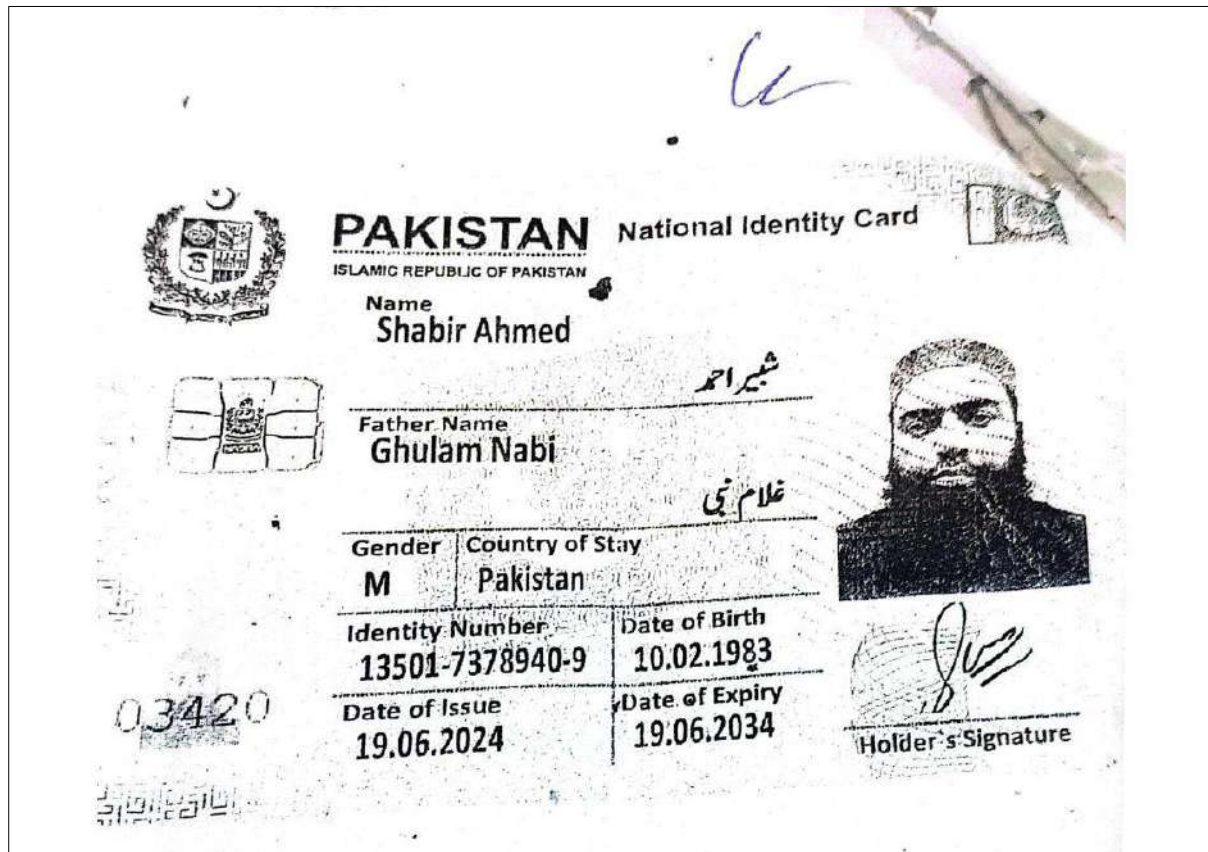 PAKISTAN National Identity Card
ISLAMIC REPUBLIC OF PAKISTAN
Name
Shabir Ahmed
شبیر احمد
Father Name
Ghulam Nabi
غلام نبی
Gender Country of Stay
M Pakistan
Identity Number Date of Birth
13501-7378940-9 10.02.1983
Date of Issue Date of Expiry
19.06.2024 19.06.2034
03420
Holder's Signature